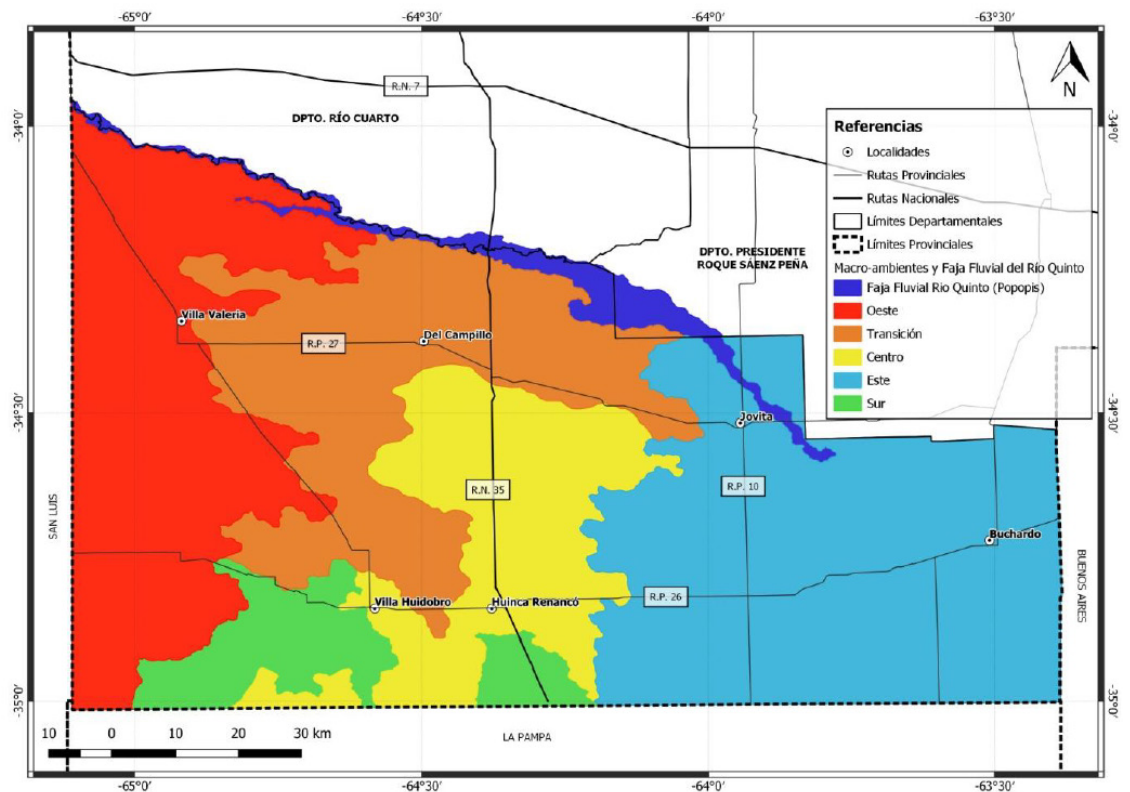 -65°0'
-64°30'
-64°0'
-63°30'
R.N. 7
N
DPTO. RÍO CUARTO
-34°0'
-34°0'
Referencias
Localidades
Rutas Provinciales
Rutas Nacionales
Límites Departamentales
Límites Provinciales
Macro-ambientes y Faja Fluvial del Río Quinto
Faja Fluvial Rio Quinto (Popopis)
Oeste
Transición
Centro
Este
Sur
DPTO. PRESIDENTE
ROQUE SÁENZ PEÑA
Villa Valeria
Del Campillo
R.P. 27
-34°30'
-34°30'
Jovita
R.N. 35
R.P. 10
SAN LUIS
Buchardo
BUENOS AIRES
Villa Huidobro
Huinca Renancó
R.P. 26
-35°0'
-35°0'
10 0 10 20 30 km
LA PAMPA
-65°0'
-64°30'
-64°0'
-63°30'